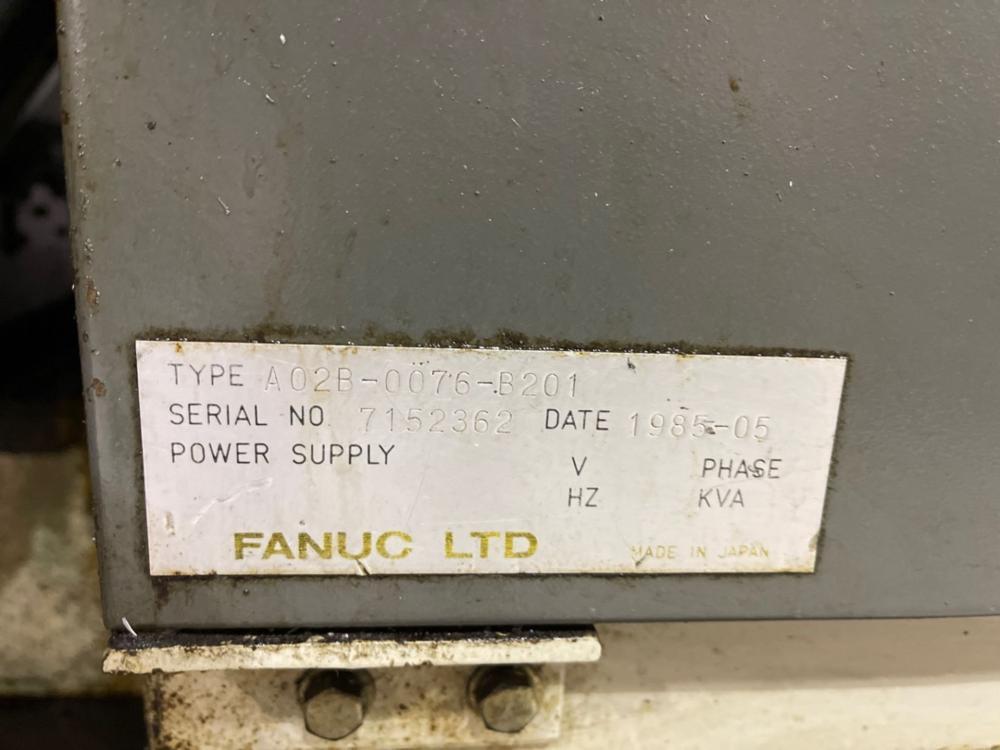 TYPE A02B-0076-B201
SERIAL NO. 7152362 DATE 1985-05
POWER SUPPLY V PHASE
HZ KVA
FANUC LTD MADE IN JAPAN